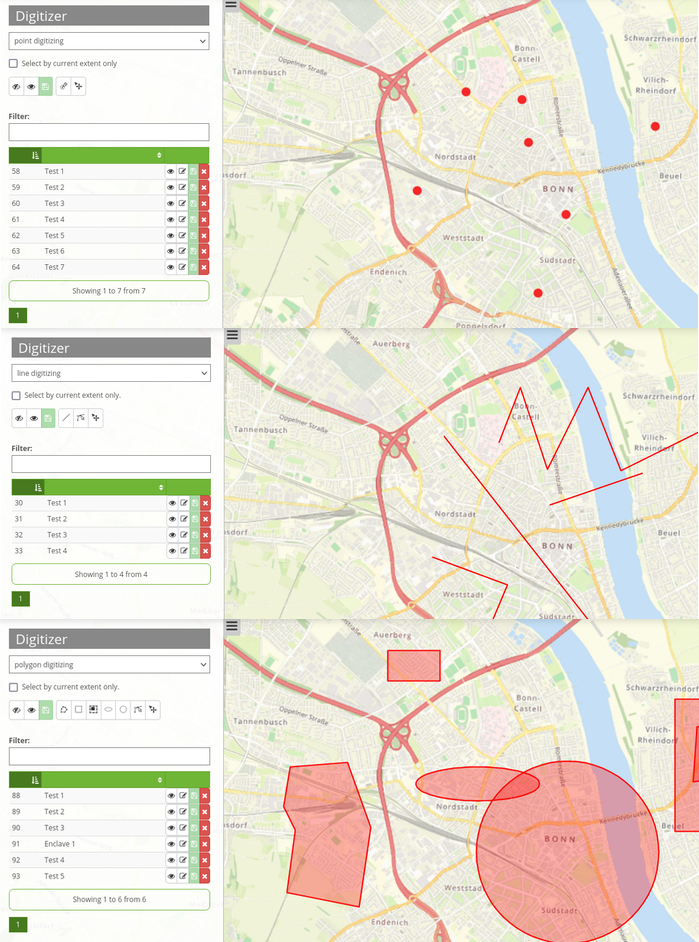 Digitizer
point digitizing
Select by current extent only
Filter:
58 Test 1
59 Test 2
60 Test 3
61 Test 4
62 Test 5
63 Test 6
64 Test 7
Showing 1 to 7 from 7
1
Bonn-
Castell
Schwarzrheindorf
Oppelner Straße
Tannenbusch
Vilich-
Rheindorf
Römerstraße
Nordstadt
Kennedybrücke
Beuel
BONN
Weststadt
Südstadt
Endenich
Adenauerallee
Poppelsdorf
Digitizer
line digitizing
Select by current extent only.
Filter:
30 Test 1
31 Test 2
32 Test 3
33 Test 4
Showing 1 to 4 from 4
1
Auerberg
Bonn-
Castell
Schwarzrheindorf
Oppelner Straße
Tannenbusch
Vilich-
Rheindorf
Römerstraße
Nordstadt
Kennedybrücke
Beuel
BONN
Weststadt
Südstadt
Digitizer
polygon digitizing
Select by current extent only.
Filter:
88 Test 1
89 Test 2
90 Test 3
91 Enclave 1
92 Test 4
93 Test 5
Showing 1 to 6 from 6
1
Auerberg
Schwarzrheindorf
Bonn-
Castell
Oppelner Straße
Tannenbusch
Vilich-
Rheindorf
Nordstadt
Kennedybrücke
Beuel
BONN
Weststadt
Südstadt